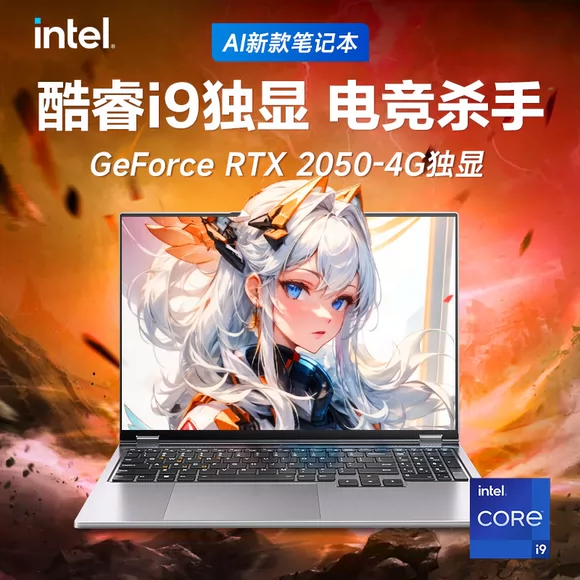 intel.
AI新款笔记本
酷睿i9独显 电竞杀手
GeForce RTX 2050-4G独显
intel.
CORE
i9